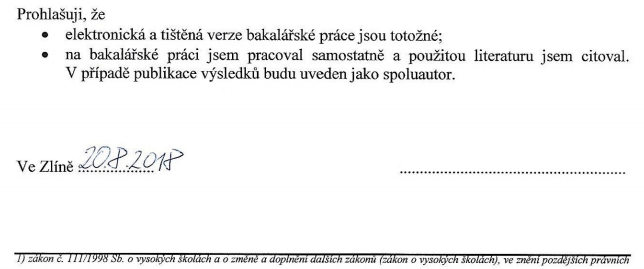 Prohlašuji, že
• elektronická a tištěná verze bakalářské práce jsou totožné;
• na bakalářské práci jsem pracoval samostatně a použitou literaturu jsem citoval.
V případě publikace výsledků budu uveden jako spoluautor.
Ve Zlíně 20.8.2018
1) zákon č. 111/1998 Sb. o vysokých školách a o změně a doplnění dalších zákonů (zákon o vysokých školách), ve znění pozdějších právních